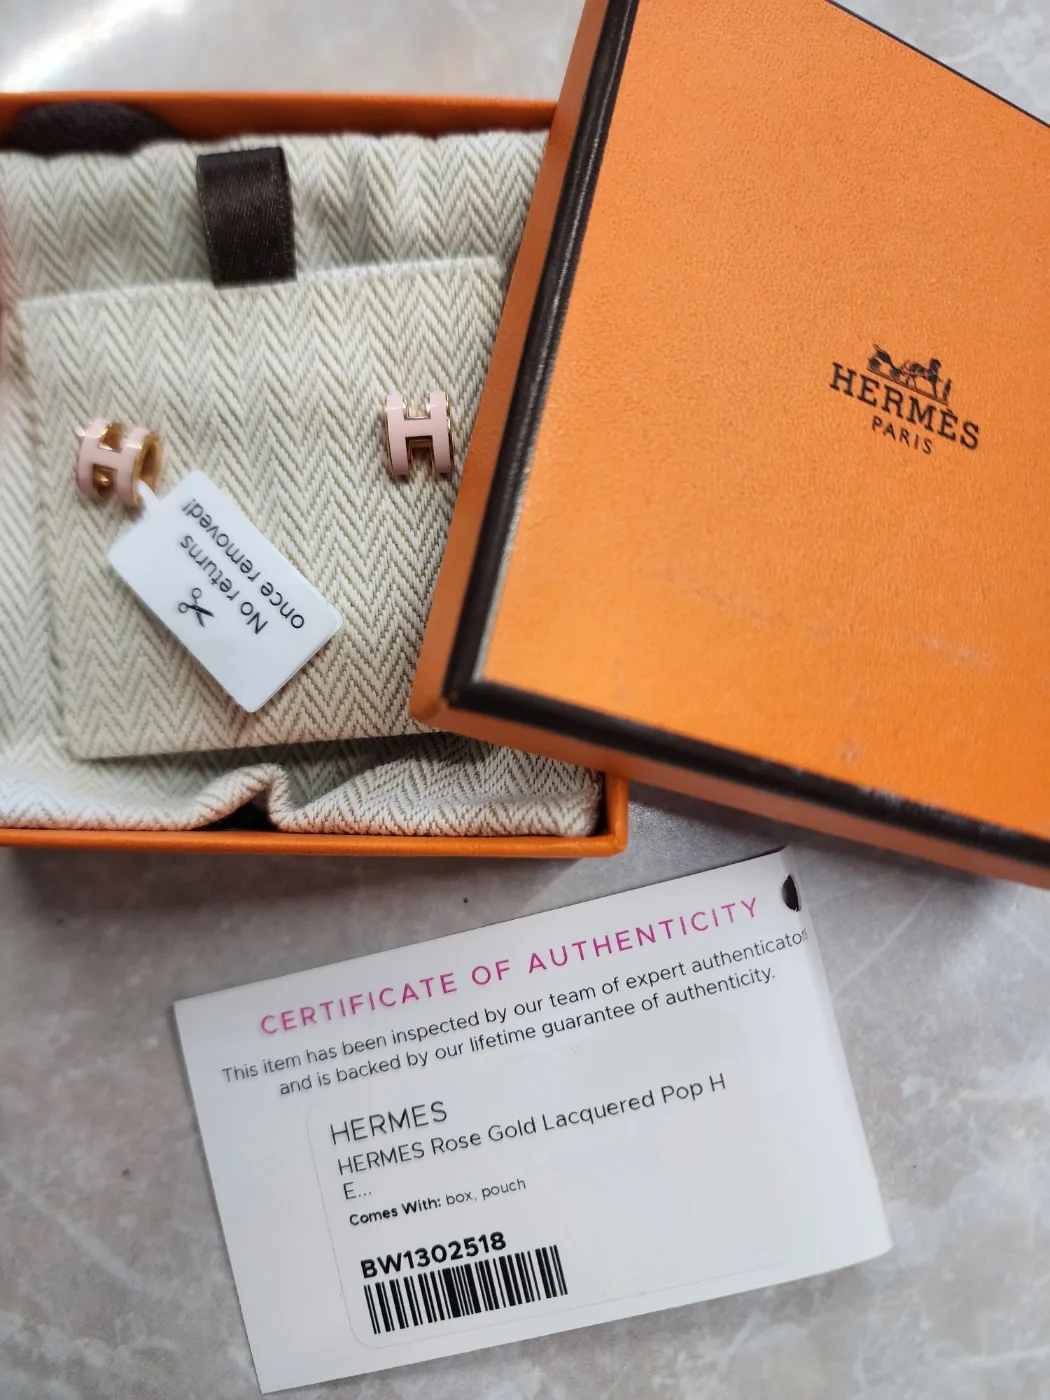 HERMÈS
PARIS
No returns
once removed!
CERTIFICATE OF AUTHENTICITY
This item has been inspected by our team of expert authenticators
and is backed by our lifetime guarantee of authenticity.
HERMES
HERMES Rose Gold Lacquered Pop H
E...
Comes With: box, pouch
BW1302518